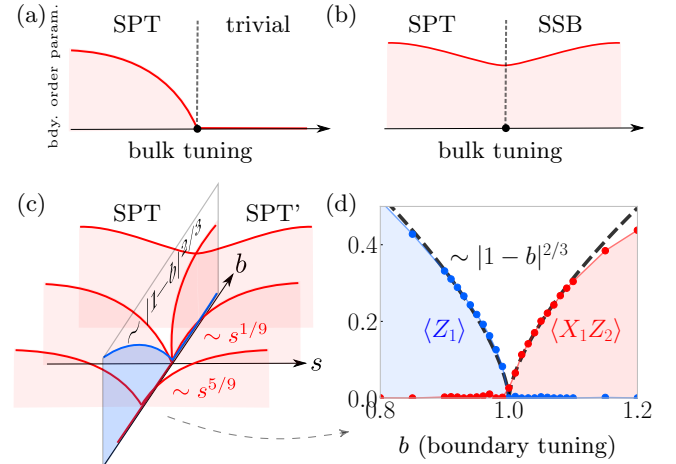 (a)
SPT
trivial
bdy. order param.
bulk tuning
(b)
SPT
SSB
bulk tuning
(c)
SPT
SPT'
∼ |1−b|^{2/3}
b
∼ s^{1/9}
s
∼ s^{5/9}
(d)
0.4
0.2
0.0
∼ |1 − b|^{2/3}
⟨Z_1⟩
⟨X_1Z_2⟩
0.8
1.0
1.2
b (boundary tuning)